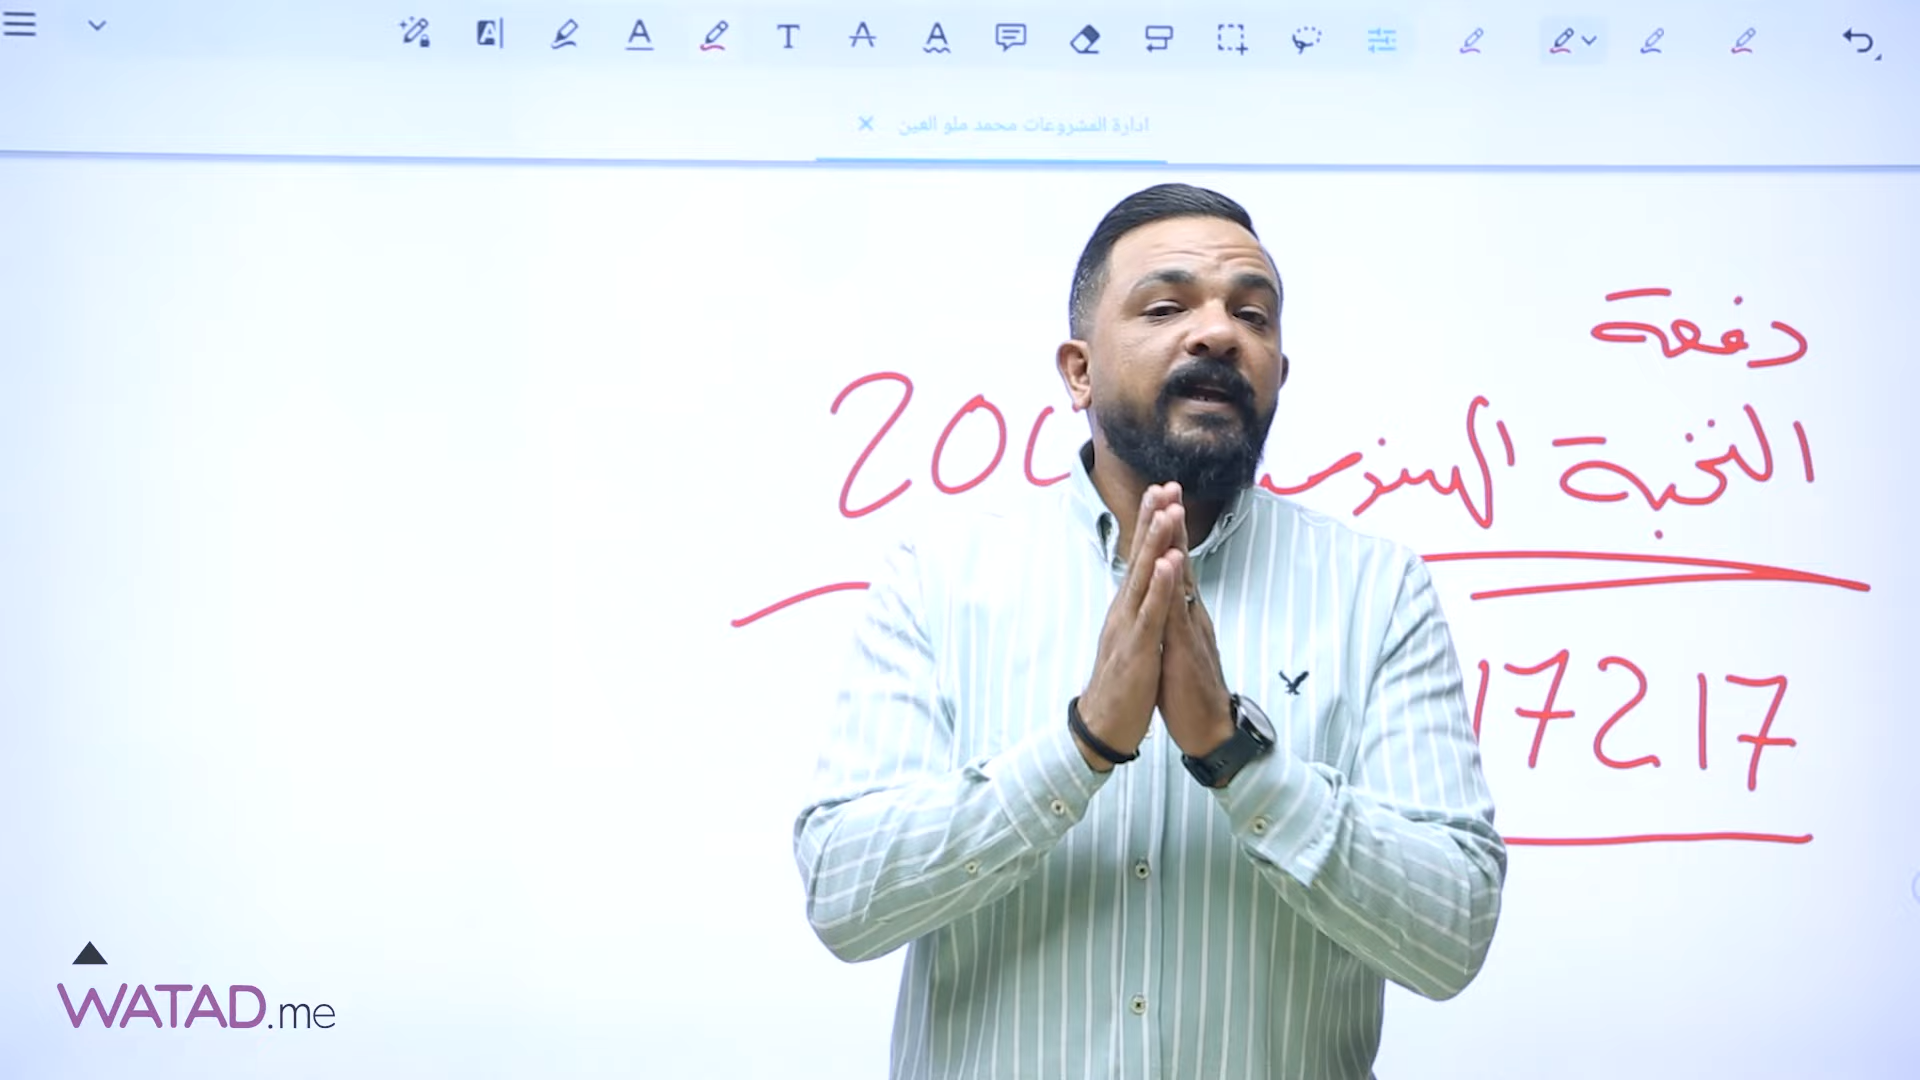 ادارة المشروعات محمد ملو العين
دفعة
النخبة 200
17217
WATAD.me